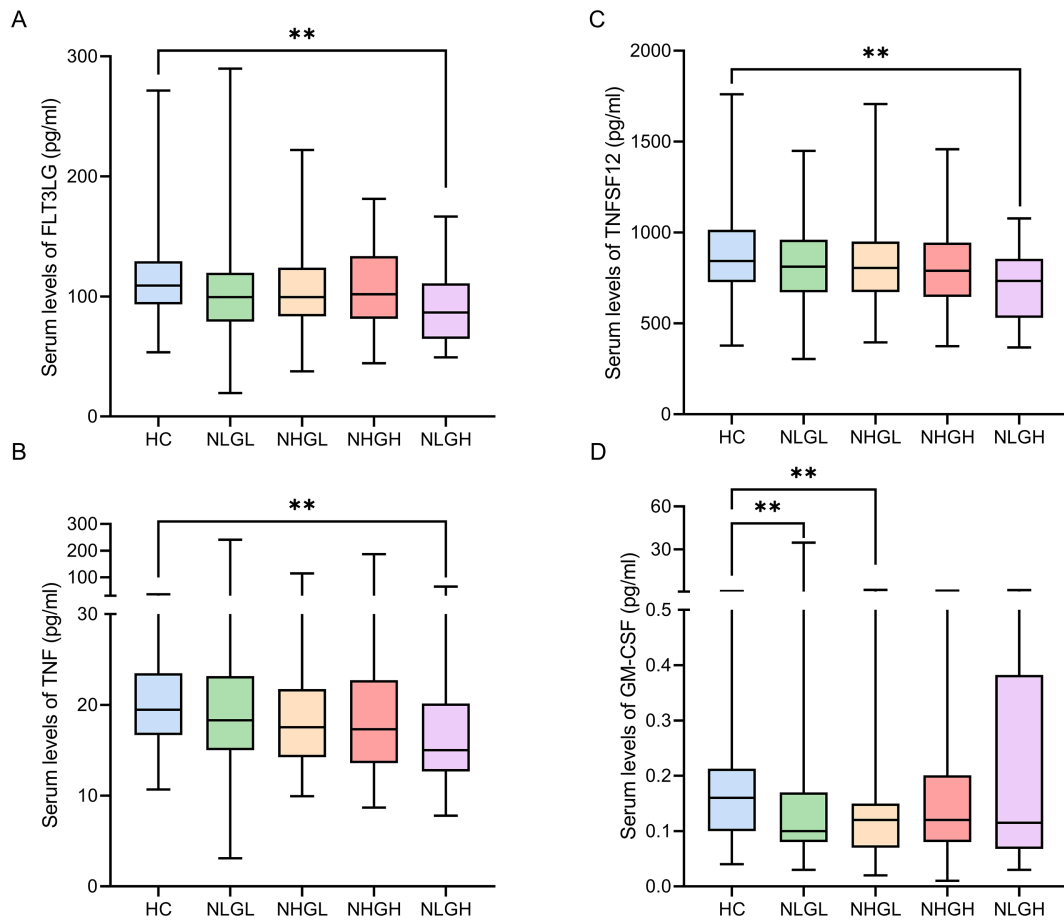 A
**
300
200
100
0
Serum levels of FLT3LG (pg/ml)
HC NLGL NHGL NHGH NLGH
B
**
300
200
100
30
20
10
0
Serum levels of TNF (pg/ml)
HC NLGL NHGL NHGH NLGH
C
**
2000
1500
1000
500
0
Serum levels of TNFSF12 (pg/ml)
HC NLGL NHGL NHGH NLGH
D
**
**
60
30
0.5
0.4
0.3
0.2
0.1
0.0
Serum levels of GM-CSF (pg/ml)
HC NLGL NHGL NHGH NLGH